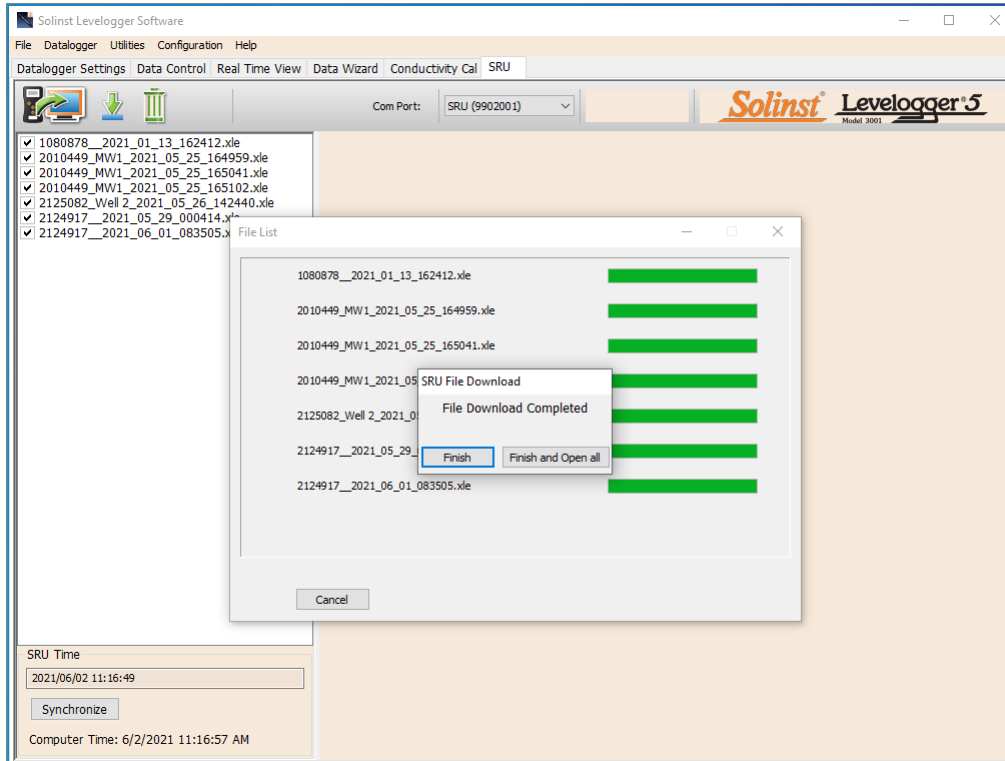 Solinst Levelogger Software
File Datalogger Utilities Configuration Help
Datalogger Settings Data Control Real Time View Data Wizard Conductivity Cal SRU
Com Port: SRU (9902001)
Solinst® Levelogger® 5
Model 3001
1080878__2021_01_13_162412.xle
2010449_MW1_2021_05_25_164959.xle
2010449_MW1_2021_05_25_165041.xle
2010449_MW1_2021_05_25_165102.xle
2125082_Well 2_2021_05_26_142440.xle
2124917__2021_05_29_000414.xle
2124917__2021_06_01_083505.x
File List
1080878__2021_01_13_162412.xle
2010449_MW1_2021_05_25_164959.xle
2010449_MW1_2021_05_25_165041.xle
2010449_MW1_2021_05
2125082_Well 2_2021_0
2124917__2021_05_29_
2124917__2021_06_01_083505.xle
SRU File Download
File Download Completed
Finish Finish and Open all
Cancel
SRU Time
2021/06/02 11:16:49
Synchronize
Computer Time: 6/2/2021 11:16:57 AM